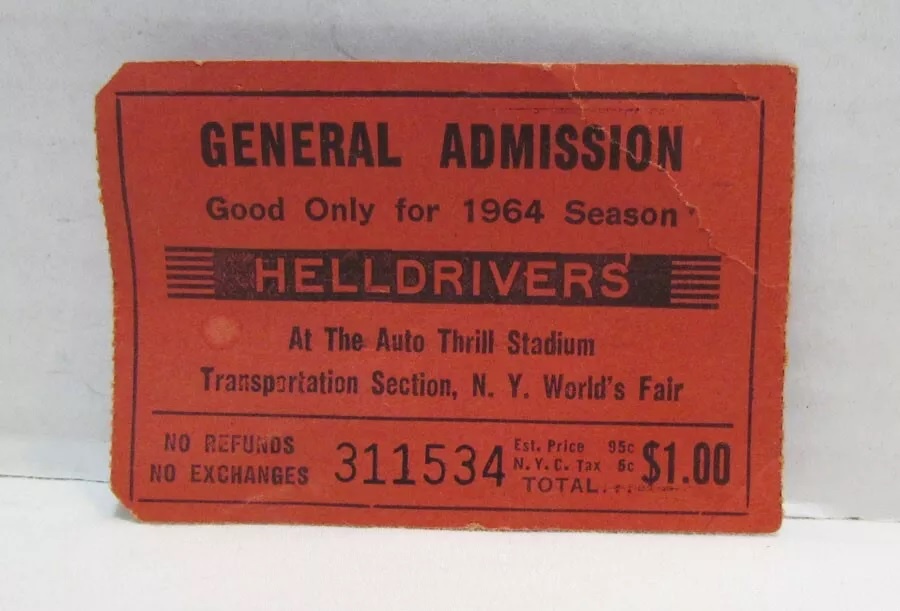 GENERAL ADMISSION
Good Only for 1964 Season
HELLDRIVERS
At The Auto Thrill Stadium
Transportation Section, N. Y. World's Fair
NO REFUNDS
NO EXCHANGES
311534
Est. Price 95c
N.Y.C. Tax 5c
TOTAL.... $1.00